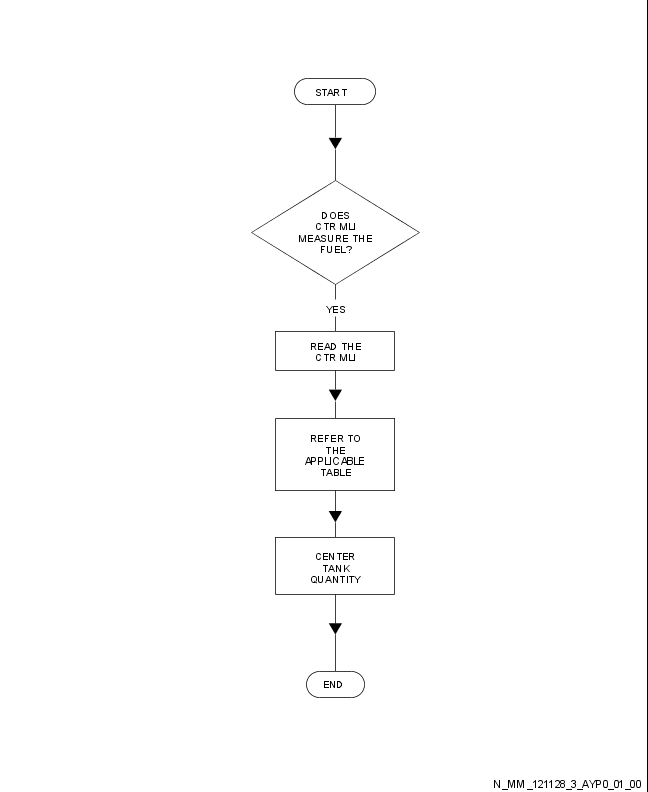 START
DOES
CTR MLI
MEASURE THE
FUEL?
YES
READ THE
CTR MLI
REFER TO
THE
APPLICABLE
TABLE
CENTER
TANK
QUANTITY
END
N_MM_121128_3_AYP0_01_00